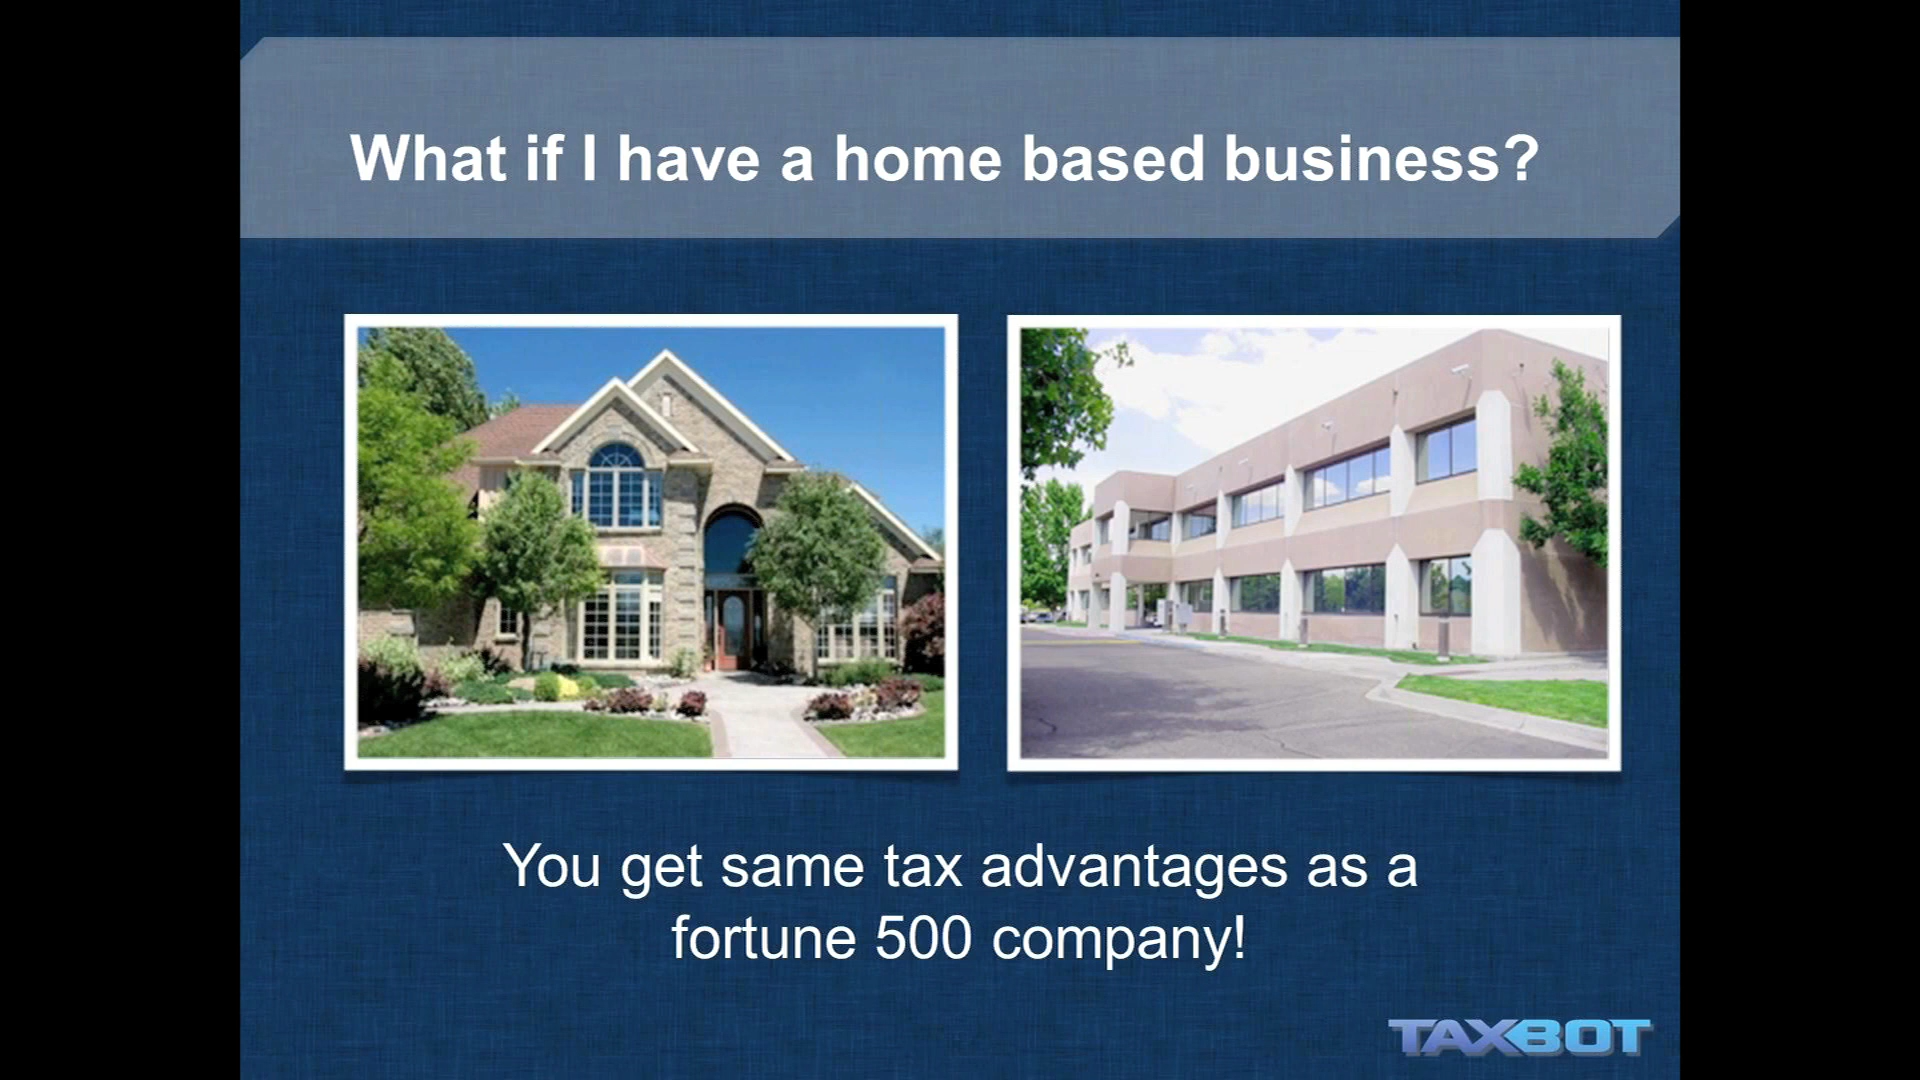 What if I have a home based business?
You get same tax advantages as a
fortune 500 company!
TAXBOT